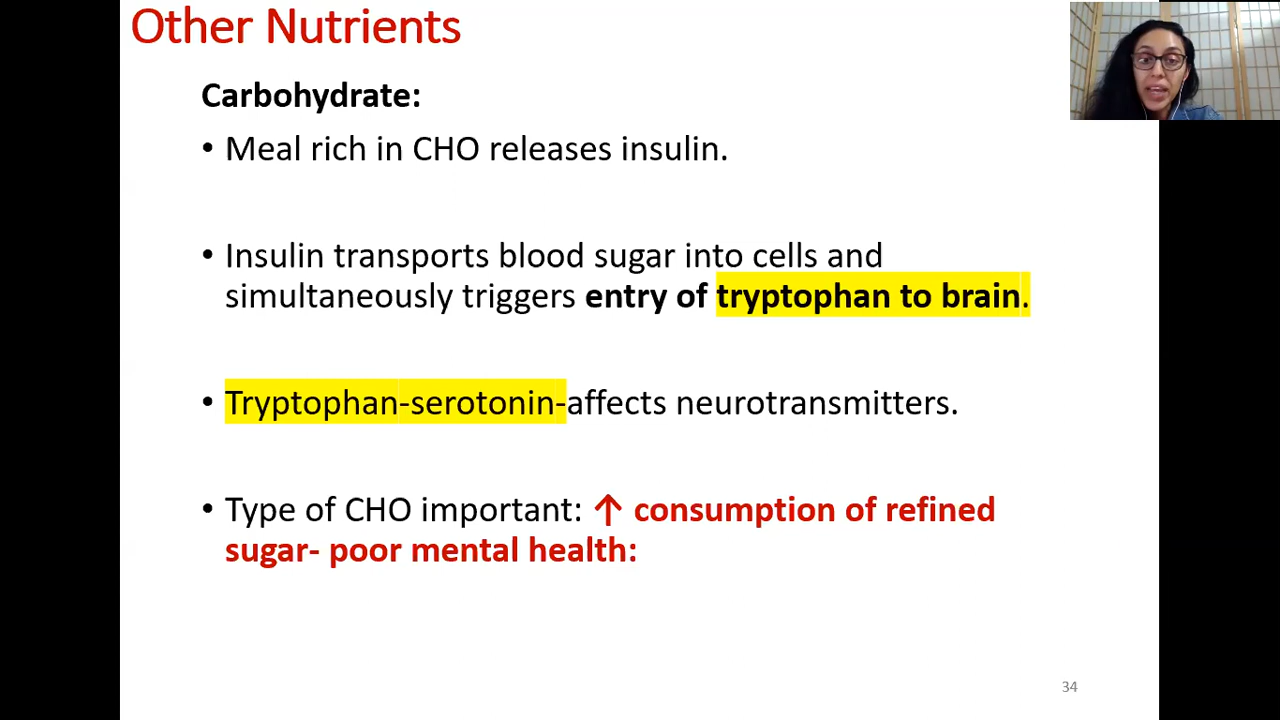 Other Nutrients
Carbohydrate:
• Meal rich in CHO releases insulin.
• Insulin transports blood sugar into cells and
simultaneously triggers entry of tryptophan to brain.
• Tryptophan-serotonin-affects neurotransmitters.
• Type of CHO important: ↑ consumption of refined
sugar- poor mental health:
34